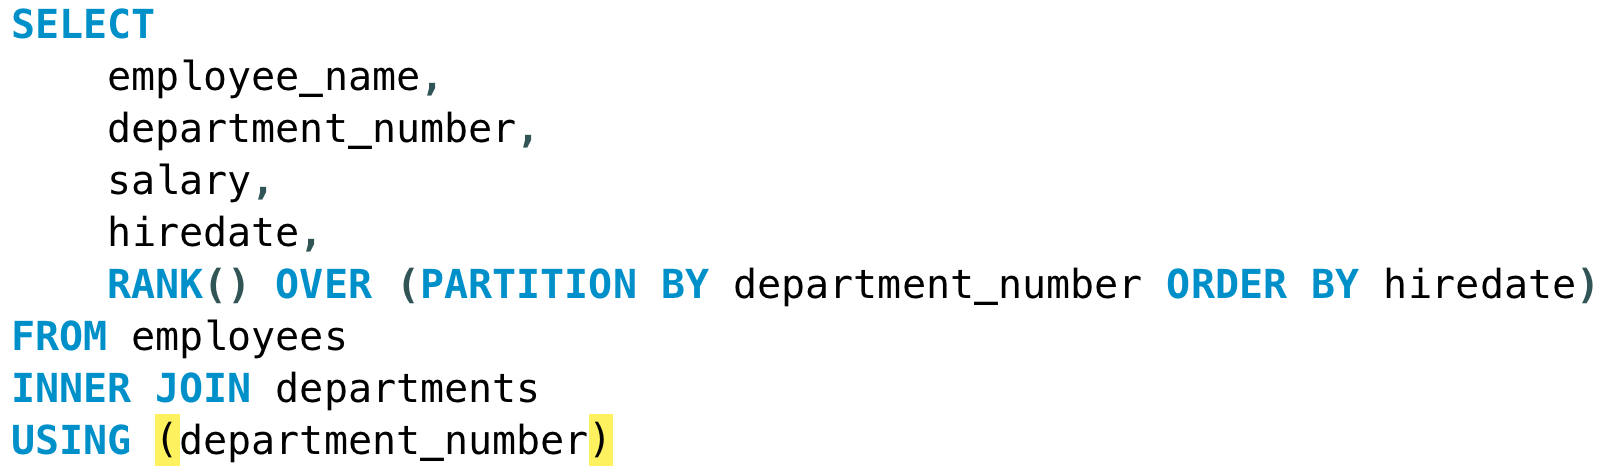 SELECT
    employee_name,
    department_number,
    salary,
    hiredate,
    RANK() OVER (PARTITION BY department_number ORDER BY hiredate)
FROM employees
INNER JOIN departments
USING (department_number)